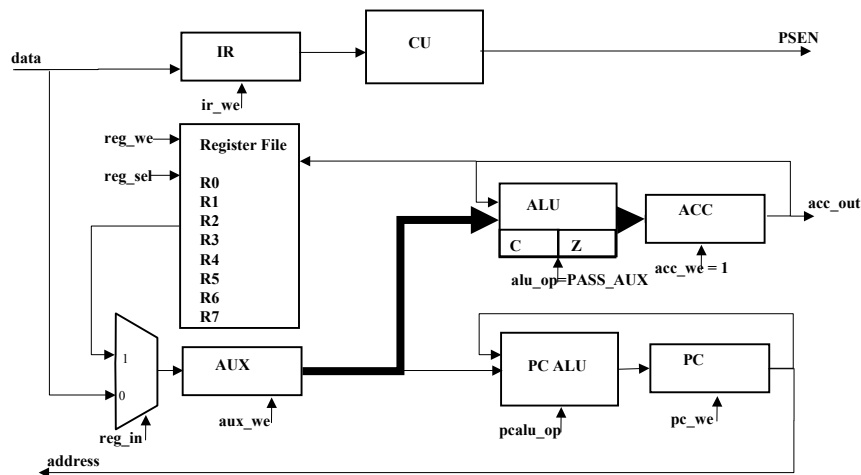 PSEN
CU
IR
data
ir_we
reg_we
Register File
reg_sel
R0
R1
R2
R3
R4
R5
R6
R7
ALU
ACC
acc_out
C
Z
alu_op=PASS_AUX
acc_we = 1
1
0
AUX
PC ALU
PC
reg_in
aux_we
pcalu_op
pc_we
address